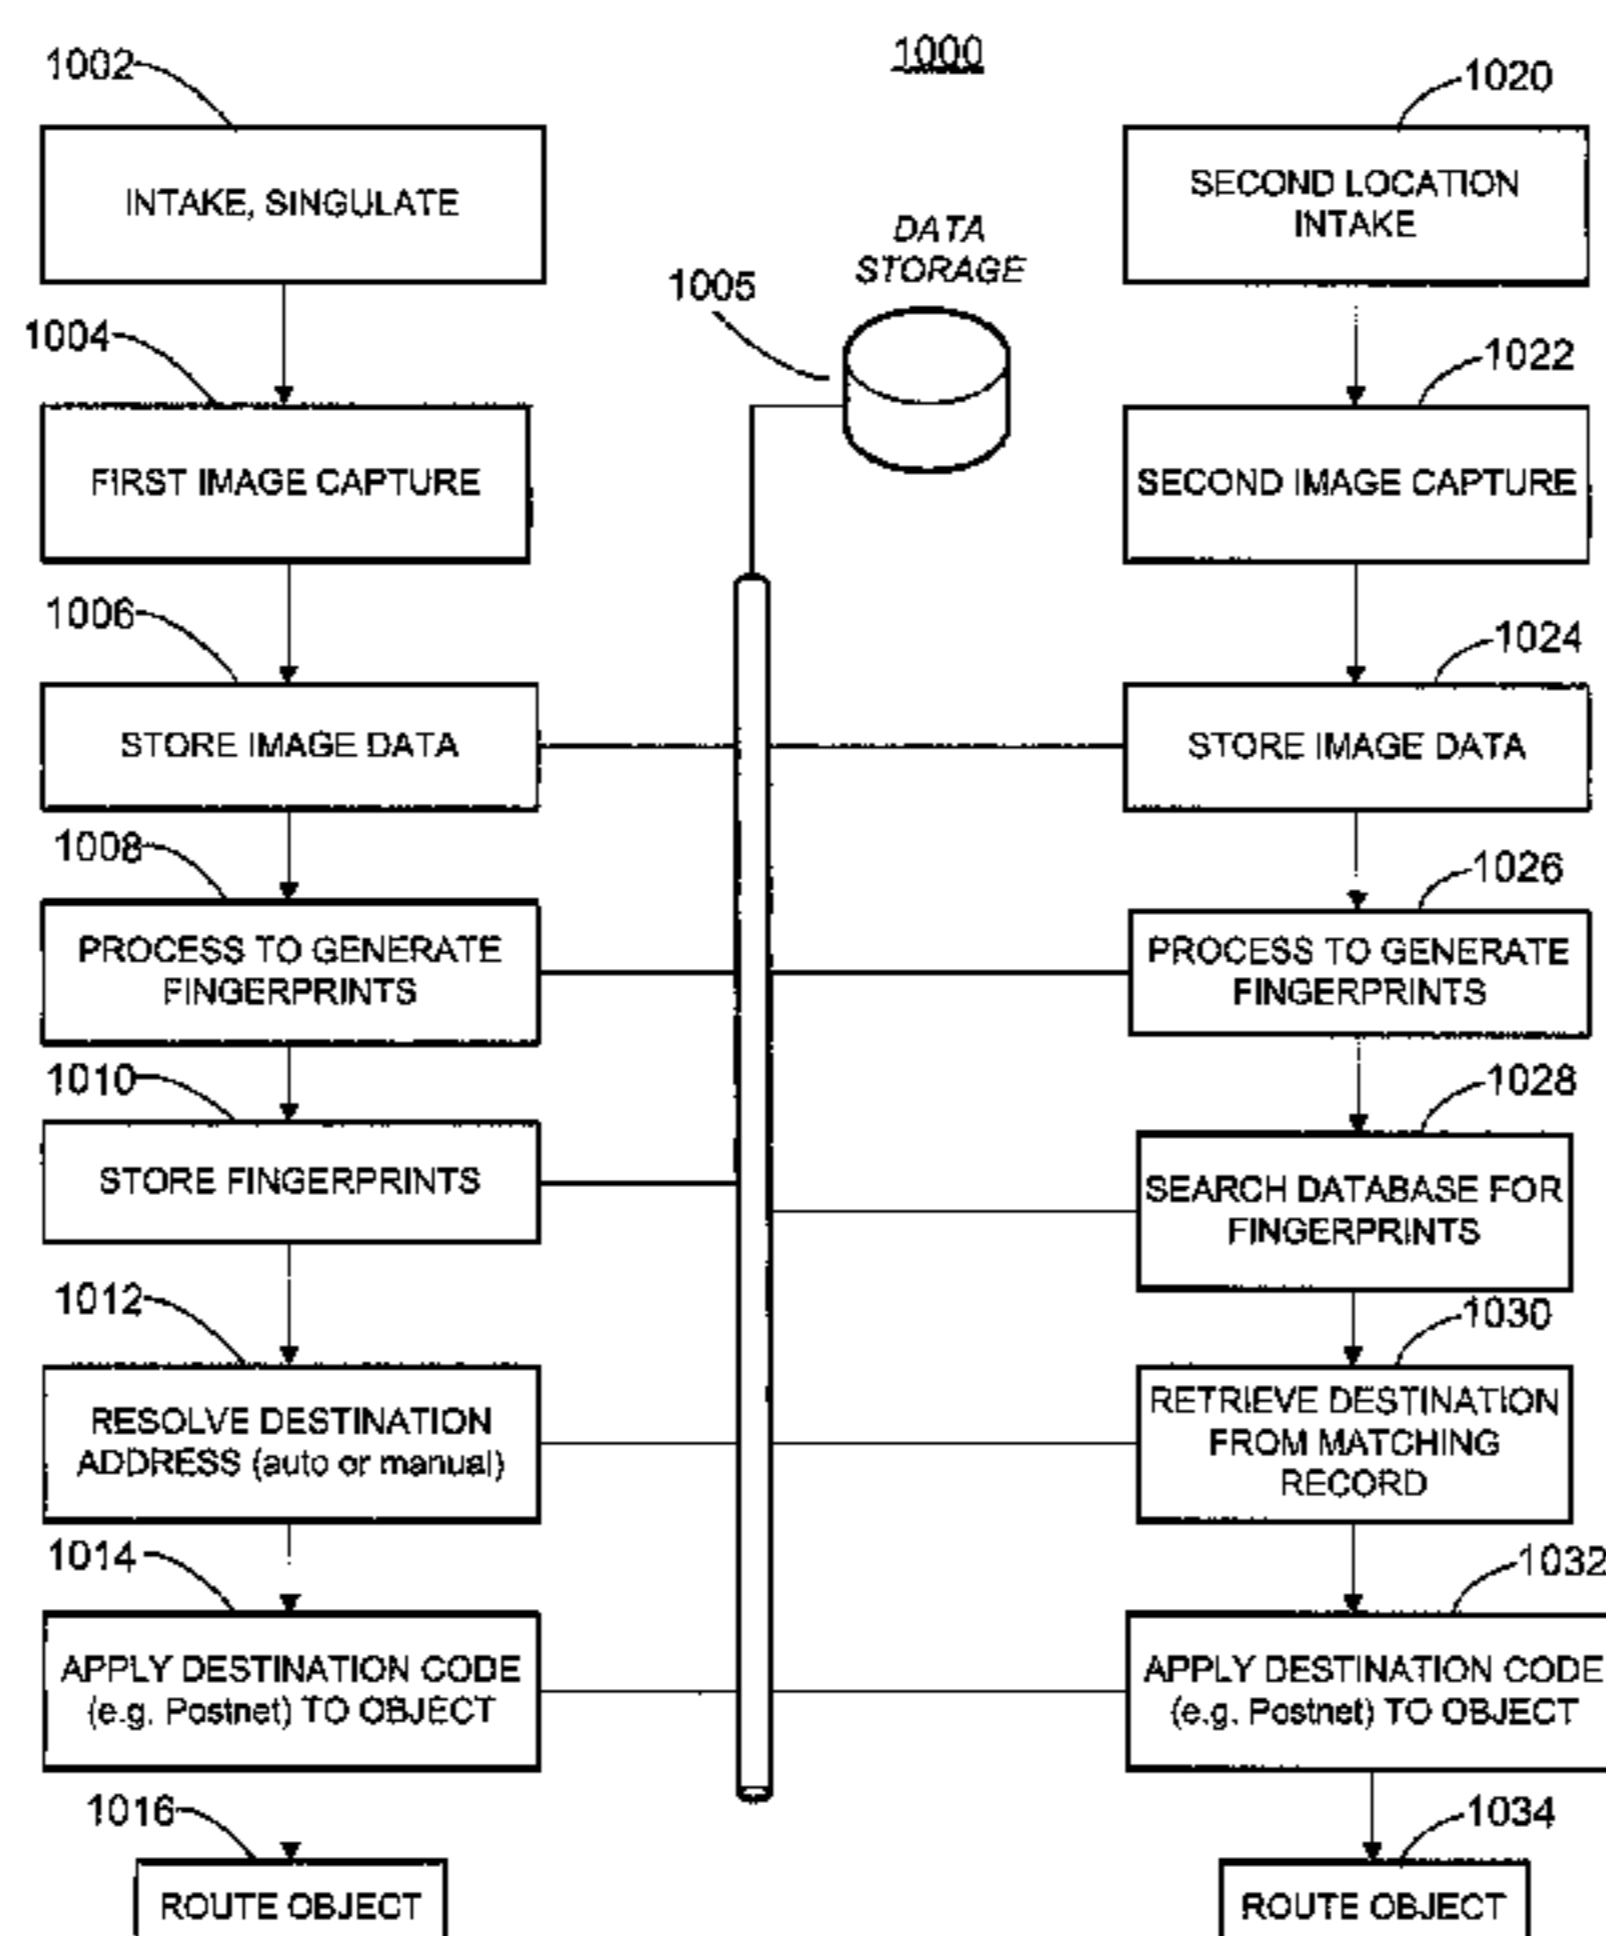 1000
1002
INTAKE, SINGULATE
1004
FIRST IMAGE CAPTURE
1006
STORE IMAGE DATA
1008
PROCESS TO GENERATE
FINGERPRINTS
1010
STORE FINGERPRINTS
1012
RESOLVE DESTINATION
ADDRESS (auto or manual)
1014
APPLY DESTINATION CODE
(e.g. Postnet) TO OBJECT
1016
ROUTE OBJECT
DATA
STORAGE
1005
1020
SECOND LOCATION
INTAKE
1022
SECOND IMAGE CAPTURE
1024
STORE IMAGE DATA
1026
PROCESS TO GENERATE
FINGERPRINTS
1028
SEARCH DATABASE FOR
FINGERPRINTS
1030
RETRIEVE DESTINATION
FROM MATCHING
RECORD
1032
APPLY DESTINATION CODE
(e.g. Postnet) TO OBJECT
1034
ROUTE OBJECT